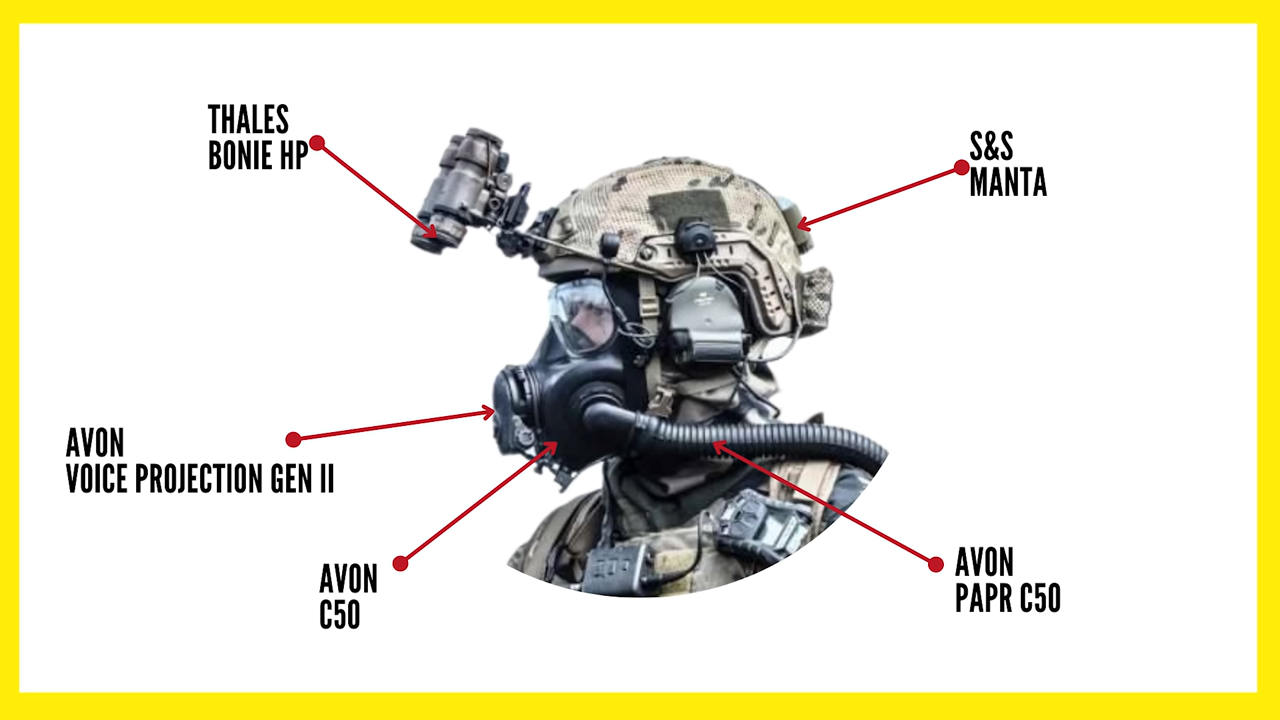 THALES
BONIE HP
S&S
MANTA
AVON
VOICE PROJECTION GEN II
AVON
C50
AVON
PAPR C50